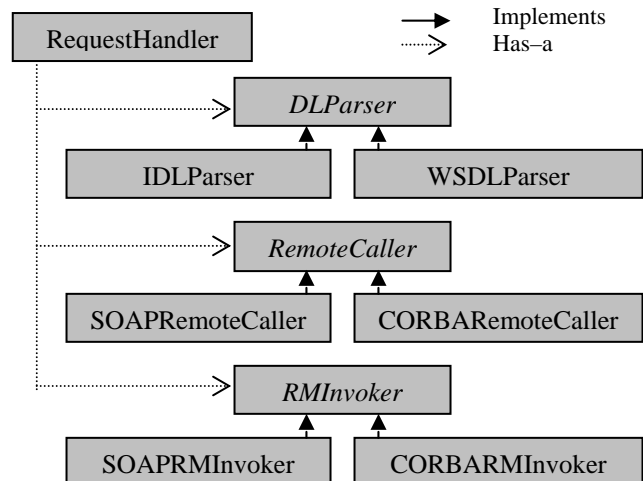 Implements
RequestHandler
Has–a
DLParser
IDLParser
WSDLParser
RemoteCaller
SOAPRemoteCaller
CORBARemoteCaller
RMInvoker
SOAPRMInvoker
CORBARMInvoker